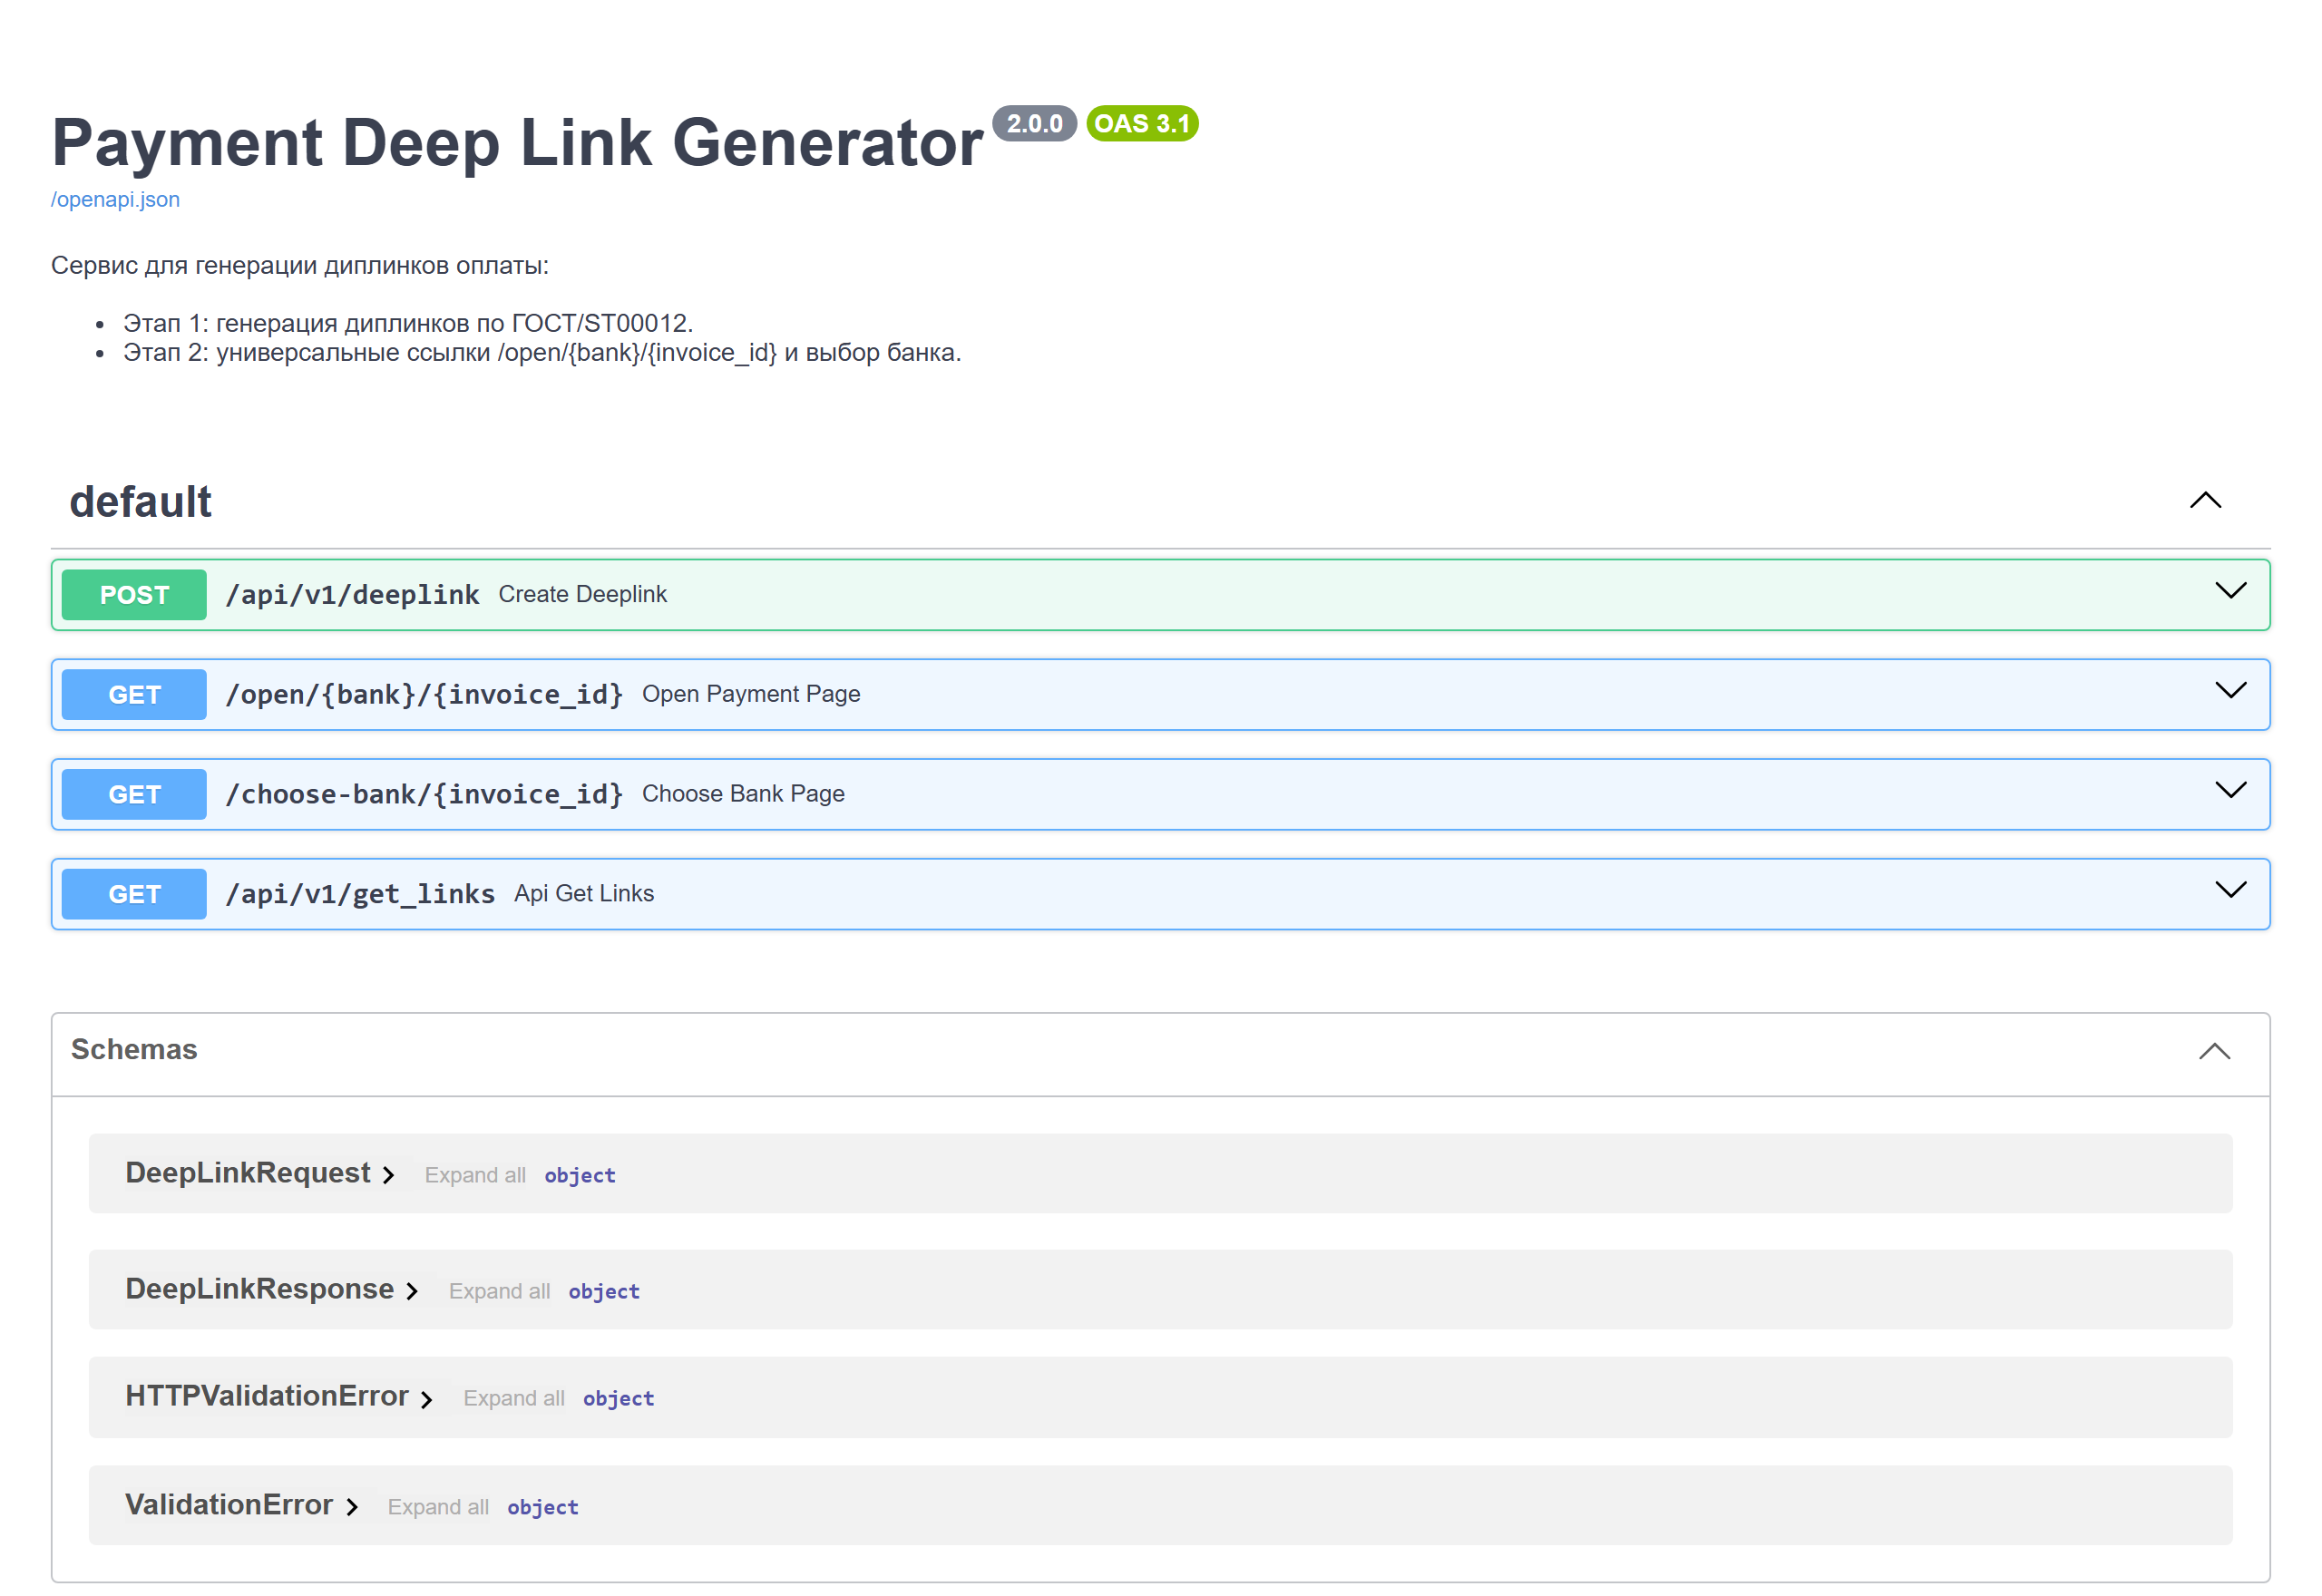 Payment Deep Link Generator 2.0.0 OAS 3.1
/openapi.json
Сервис для генерации диплинков оплаты:
Этап 1: генерация диплинков по ГОСТ/ST00012.
Этап 2: универсальные ссылки /open/{bank}/{invoice_id} и выбор банка.
default
POST /api/v1/deeplink Create Deeplink
GET /open/{bank}/{invoice_id} Open Payment Page
GET /choose-bank/{invoice_id} Choose Bank Page
GET /api/v1/get_links Api Get Links
Schemas
DeepLinkRequest Expand all object
DeepLinkResponse Expand all object
HTTPValidationError Expand all object
ValidationError Expand all object